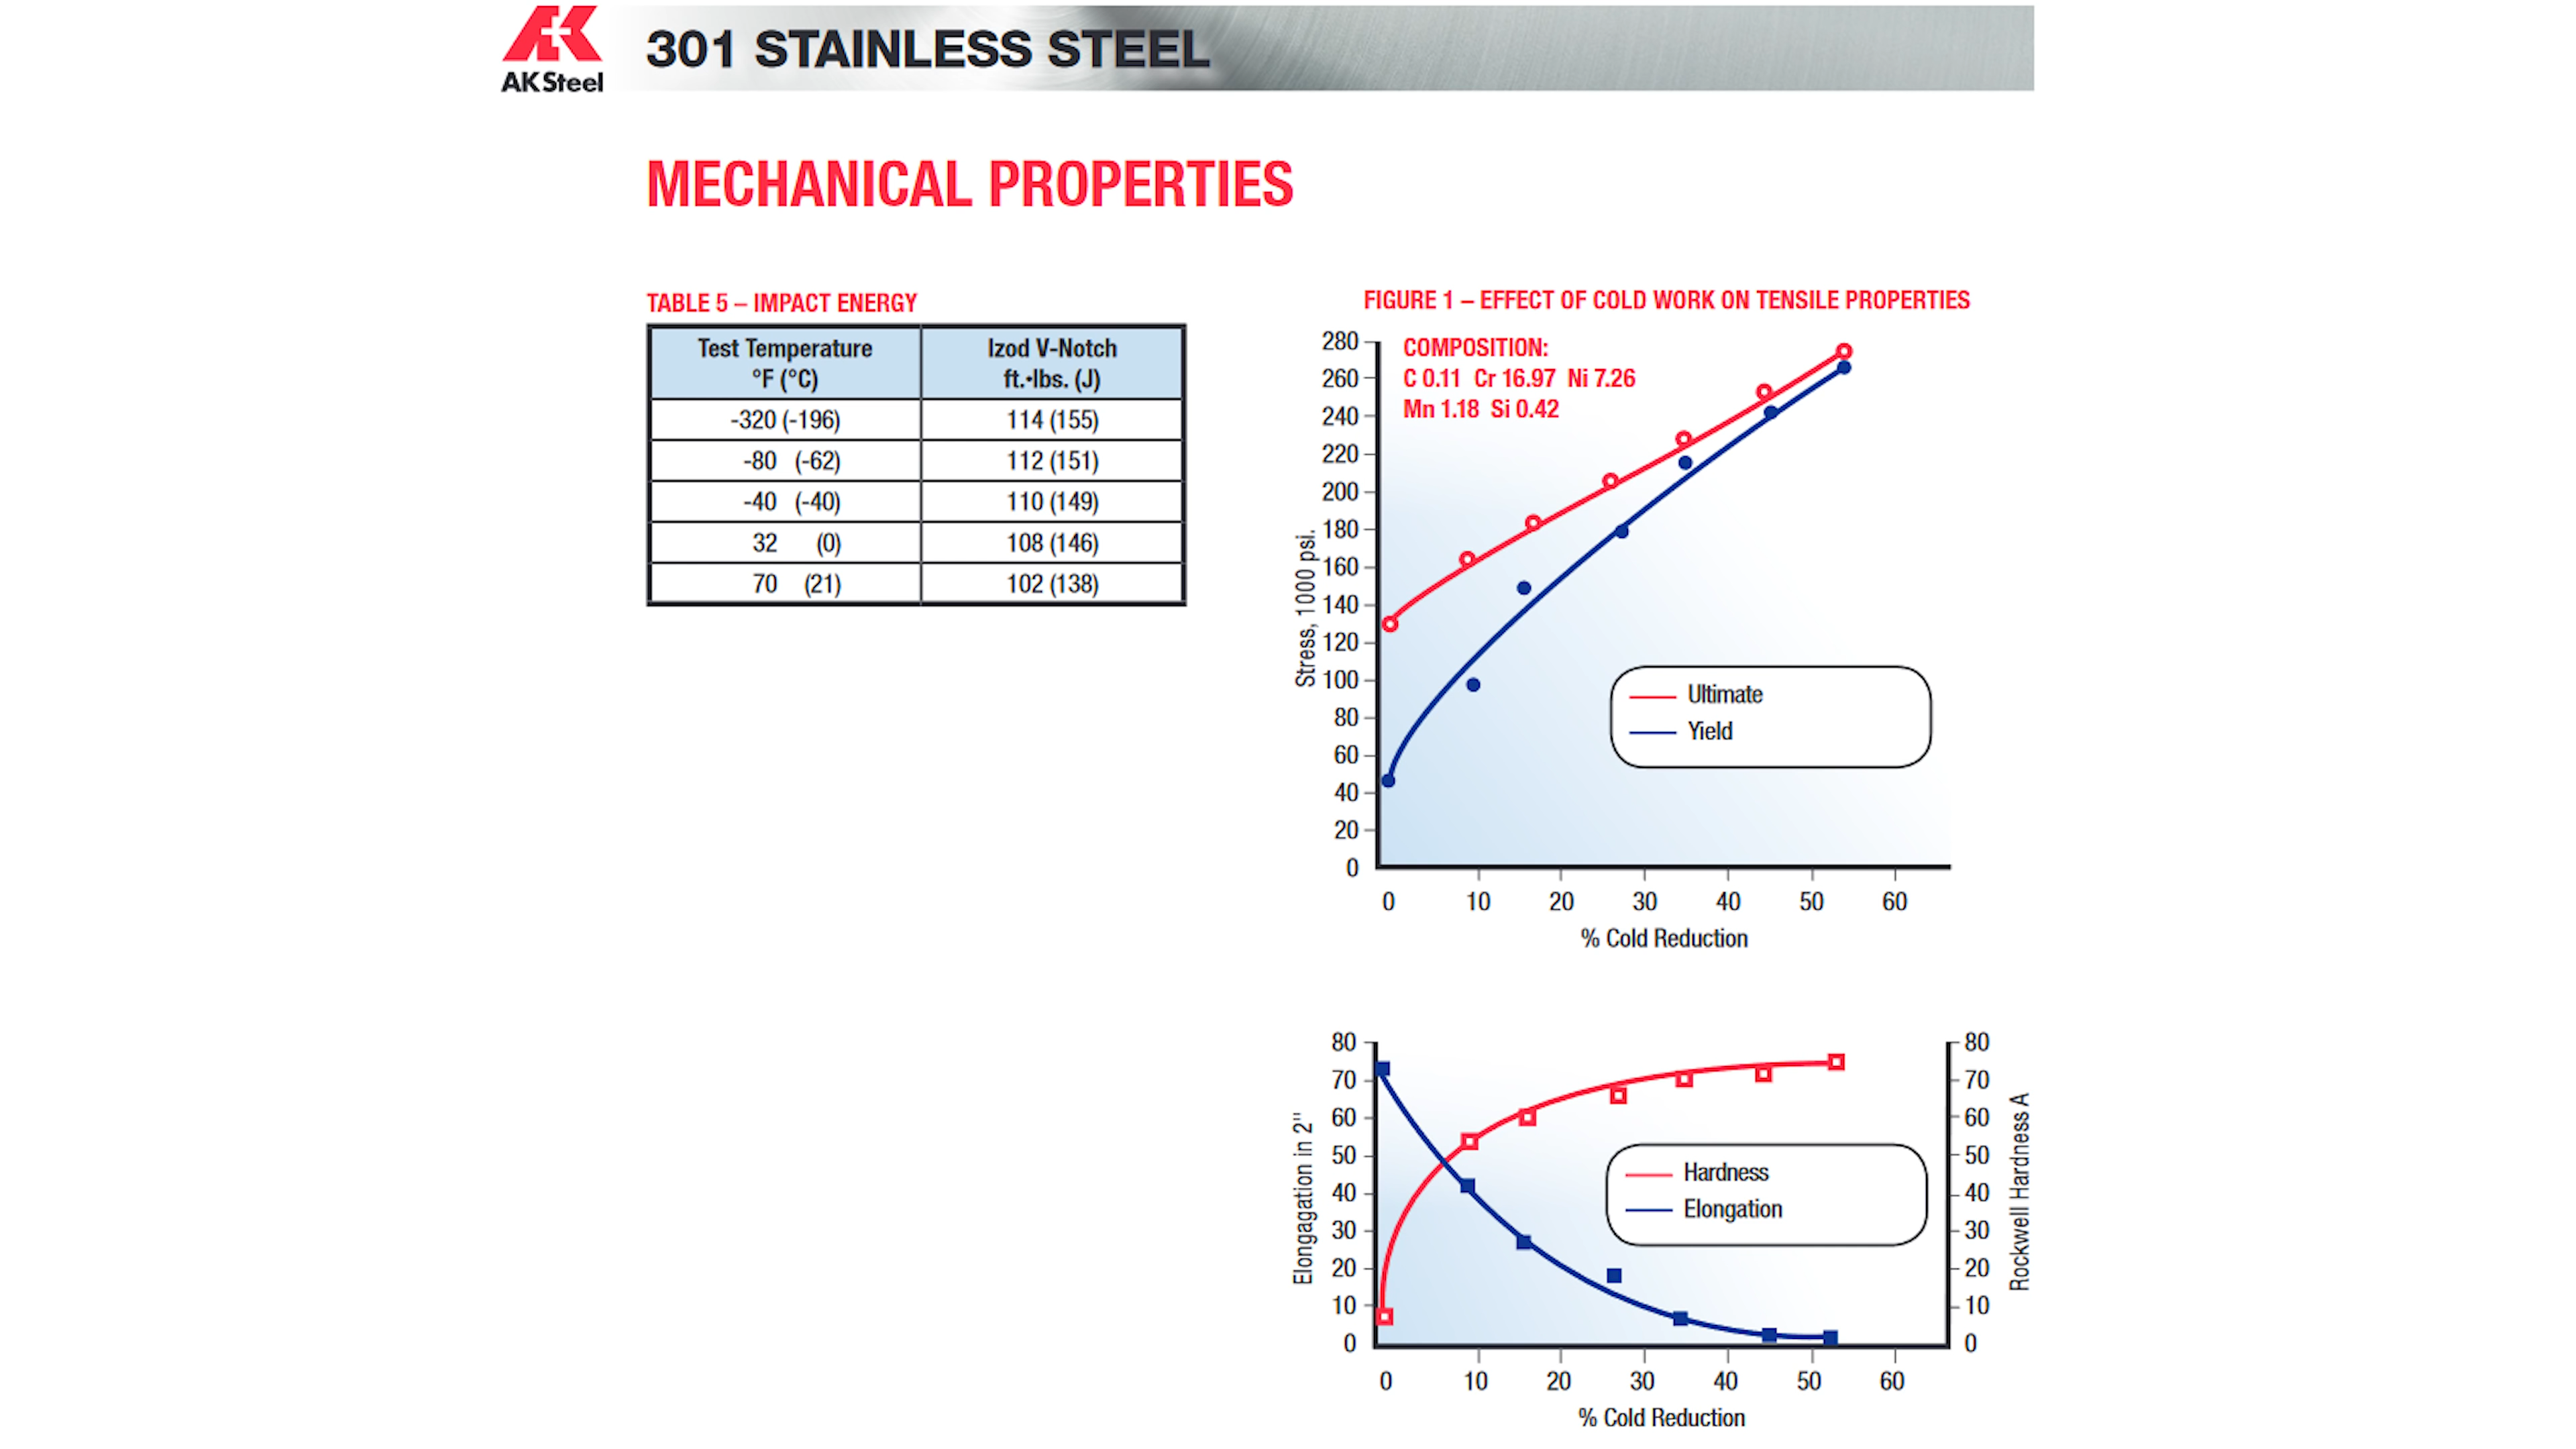 AK Steel
301 STAINLESS STEEL
MECHANICAL PROPERTIES
TABLE 5 – IMPACT ENERGY
Test Temperature
°F (°C)
Izod V-Notch
ft.•lbs. (J)
-320 (-196) 114 (155)
-80 (-62) 112 (151)
-40 (-40) 110 (149)
32 (0) 108 (146)
70 (21) 102 (138)
FIGURE 1 – EFFECT OF COLD WORK ON TENSILE PROPERTIES
COMPOSITION:
C 0.11 Cr 16.97 Ni 7.26
Mn 1.18 Si 0.42
280
260
240
220
200
180
160
140
120
100
80
60
40
20
0
Stress, 1000 psi.
Ultimate
Yield
0 10 20 30 40 50 60
% Cold Reduction
80
70
60
50
40
30
20
10
0
Elongagation in 2"
Hardness
Elongation
80
70
60
50
40
30
20
10
0
Rockwell Hardness A
0 10 20 30 40 50 60
% Cold Reduction